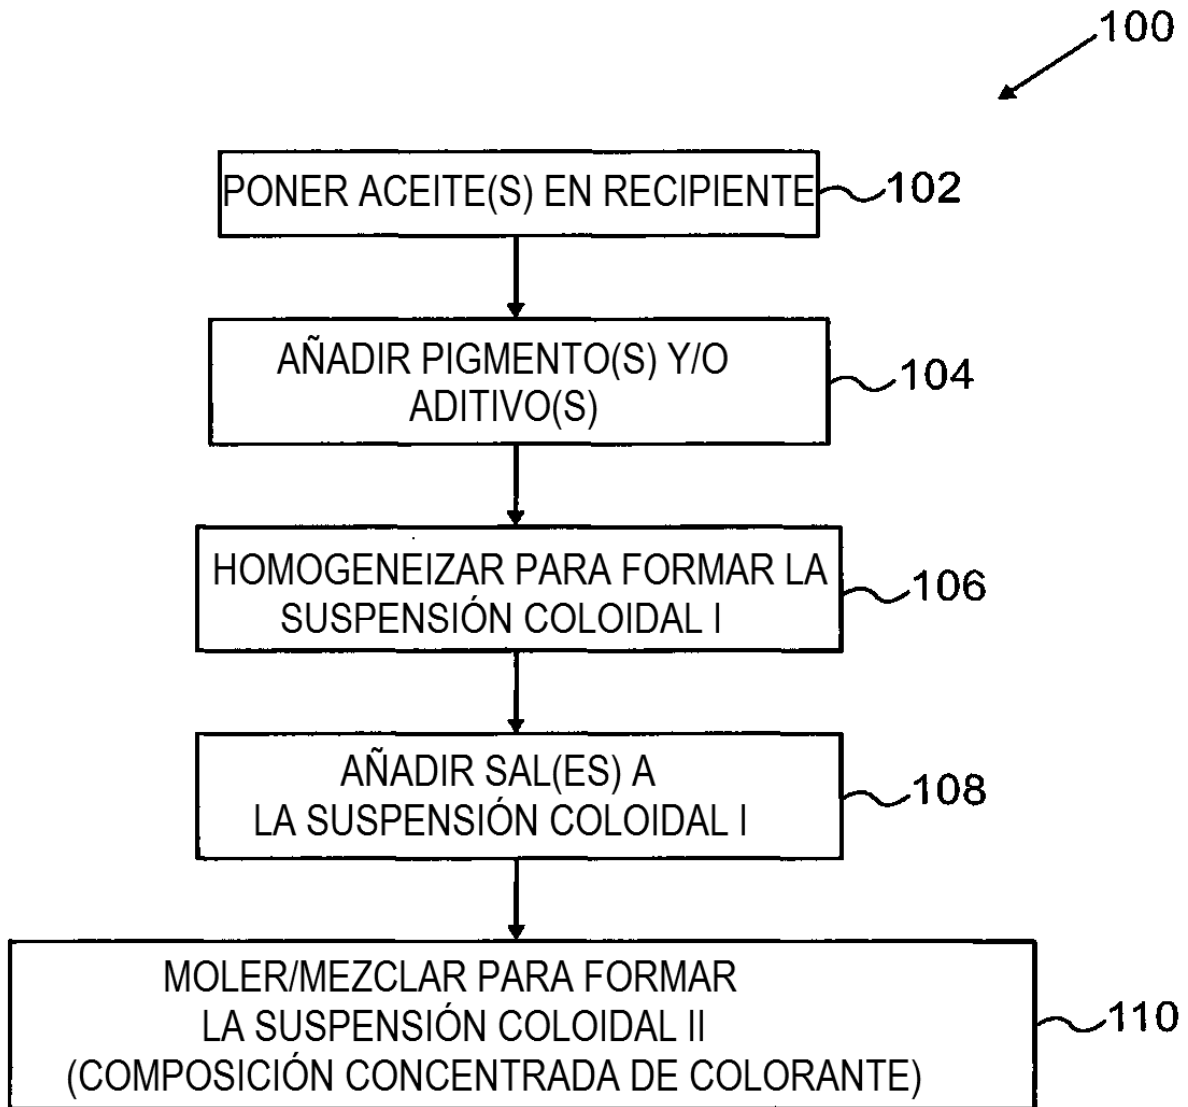 100
PONER ACEITE(S) EN RECIPIENTE
102
AÑADIR PIGMENTO(S) Y/O
ADITIVO(S)
104
HOMOGENEIZAR PARA FORMAR LA
SUSPENSIÓN COLOIDAL I
106
AÑADIR SAL(ES) A
LA SUSPENSIÓN COLOIDAL I
108
MOLER/MEZCLAR PARA FORMAR
LA SUSPENSIÓN COLOIDAL II
(COMPOSICIÓN CONCENTRADA DE COLORANTE)
110